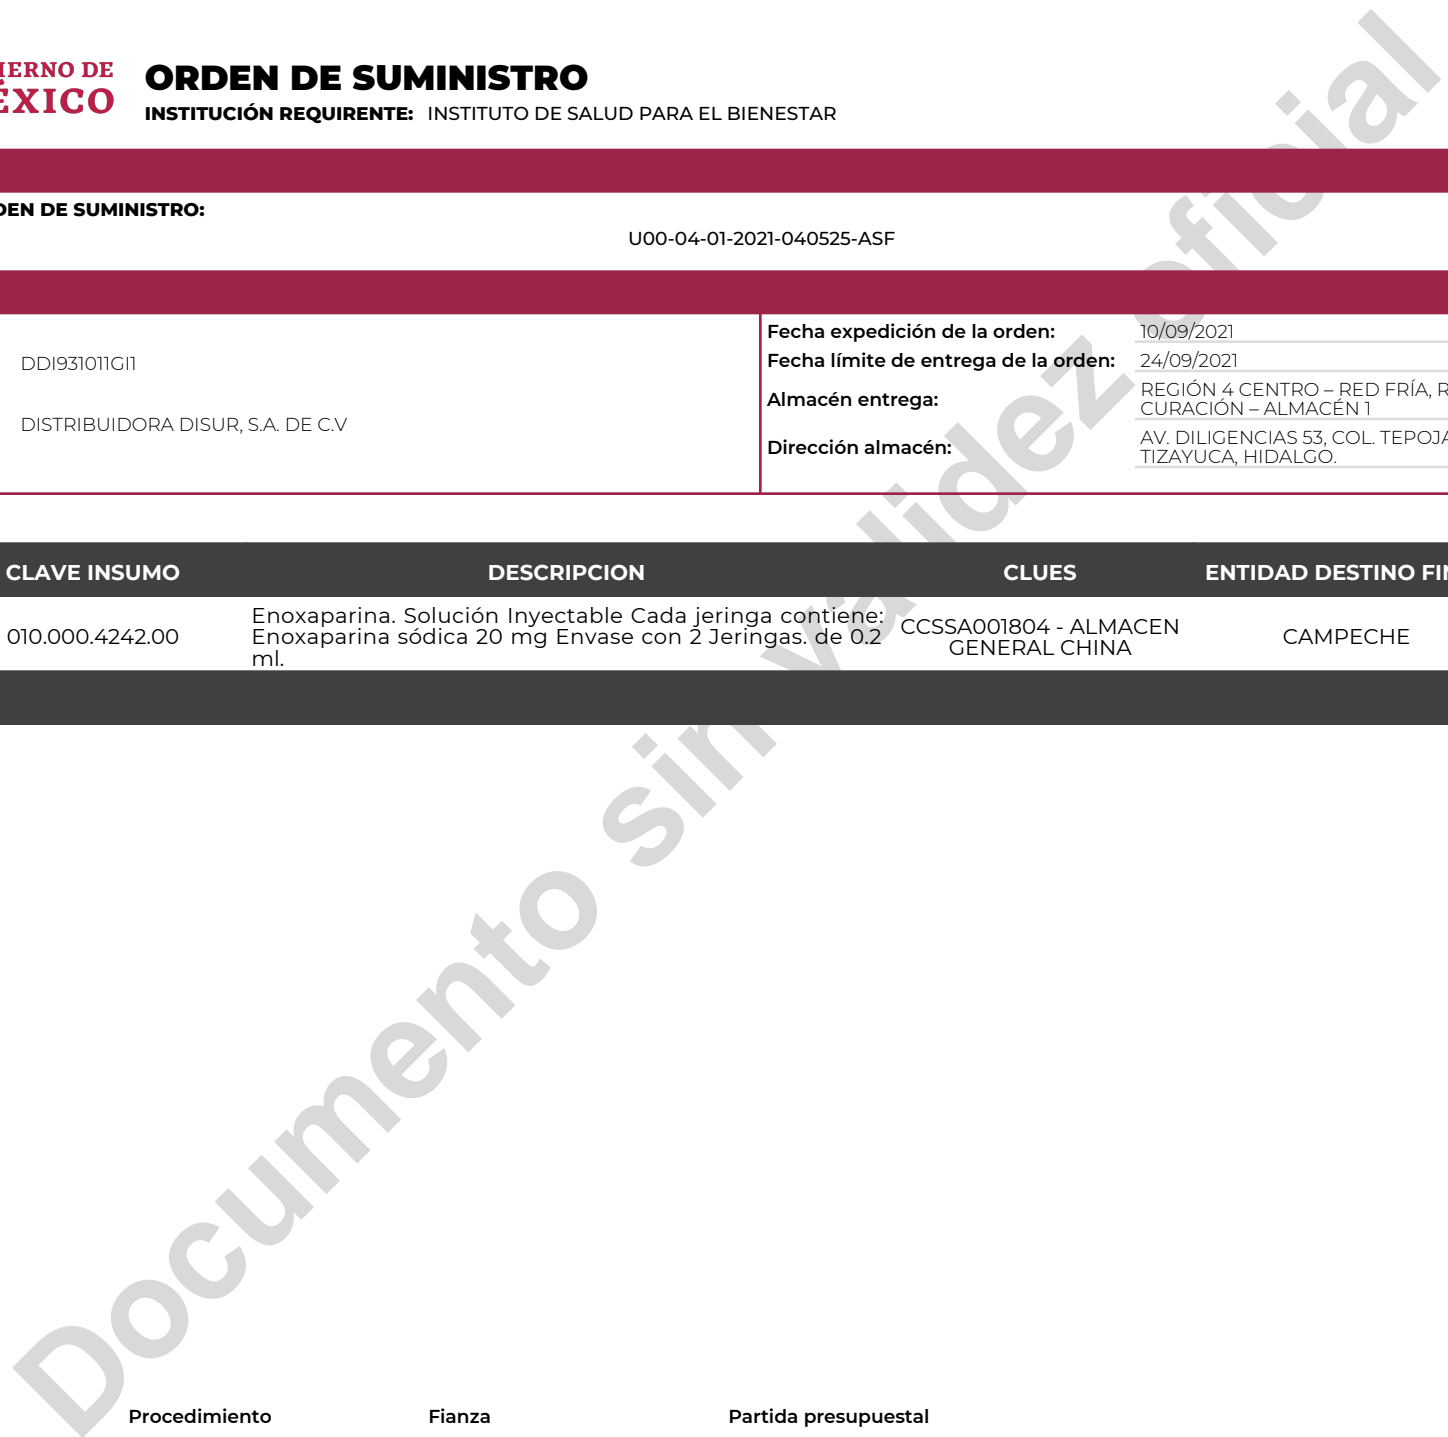 IERNO DE
ÉXICO
ORDEN DE SUMINISTRO
INSTITUCIÓN REQUIRENTE: INSTITUTO DE SALUD PARA EL BIENESTAR
DEN DE SUMINISTRO:
U00-04-01-2021-040525-ASF
DDI931011GI1
DISTRIBUIDORA DISUR, S.A. DE C.V
Fecha expedición de la orden: 10/09/2021
Fecha límite de entrega de la orden: 24/09/2021
Almacén entrega: REGIÓN 4 CENTRO – RED FRÍA, R
CURACIÓN – ALMACÉN 1
Dirección almacén: AV. DILIGENCIAS 53, COL. TEPOJA
TIZAYUCA, HIDALGO.
CLAVE INSUMO DESCRIPCION CLUES ENTIDAD DESTINO FIN
010.000.4242.00
Enoxaparina. Solución Inyectable Cada jeringa contiene:
Enoxaparina sódica 20 mg Envase con 2 Jeringas. de 0.2
ml.
CCSSA001804 - ALMACEN
GENERAL CHINA
CAMPECHE
Documento sin validez oficial
Procedimiento Fianza Partida presupuestal